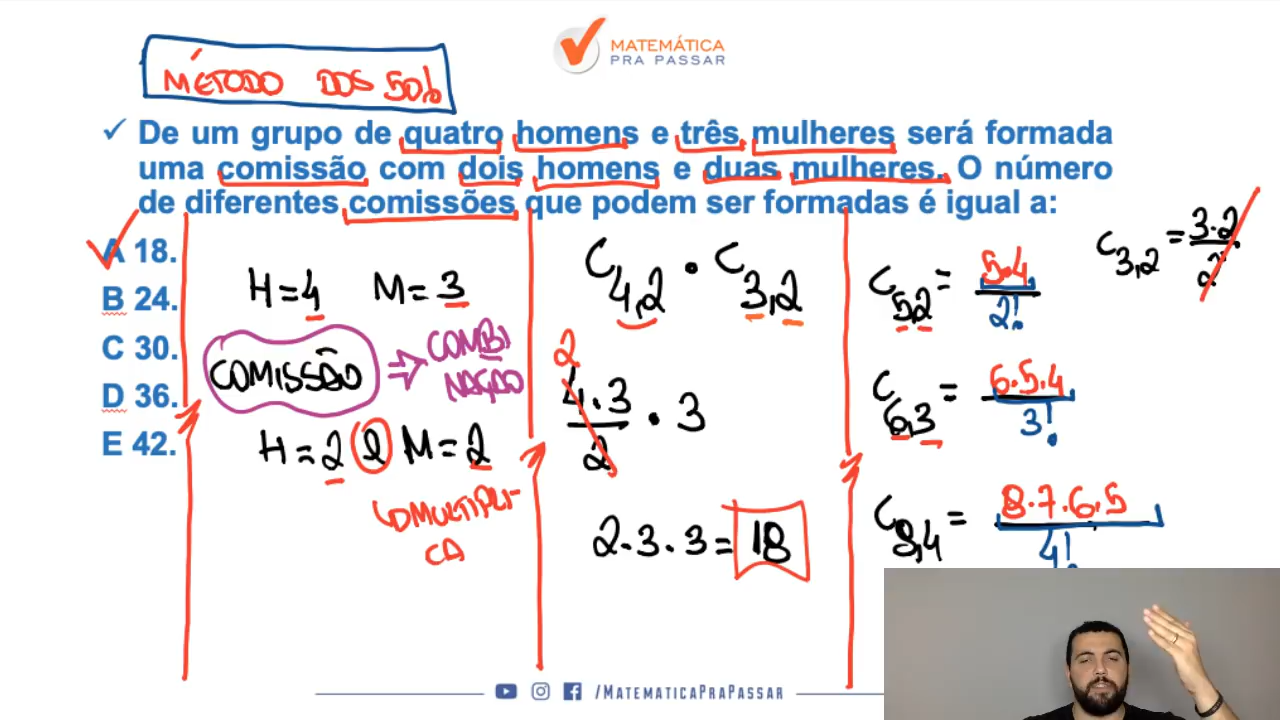 MATEMÁTICA
PRA PASSAR
MÉTODO DOS 50%
✓ De um grupo de quatro homens e três mulheres será formada
uma comissão com dois homens e duas mulheres. O número
de diferentes comissões que podem ser formadas é igual a:
A 18.
B 24.
C 30.
D 36.
E 42.
H = 4 M = 3
COMISSÃO ⇒ COMBI
NAÇÃO
H = 2 e M = 2
MULTIPLI-
CA
C4,2 · C3,2
2
4·3/2 · 3
2·3·3 = 18
C5,2 = 5·4/2!
C6,3 = 6·5·4/3!
C8,4 = 8·7·6·5/4!
C3,2 = 3·2/2
/MATEMATICAPRAPASSAR